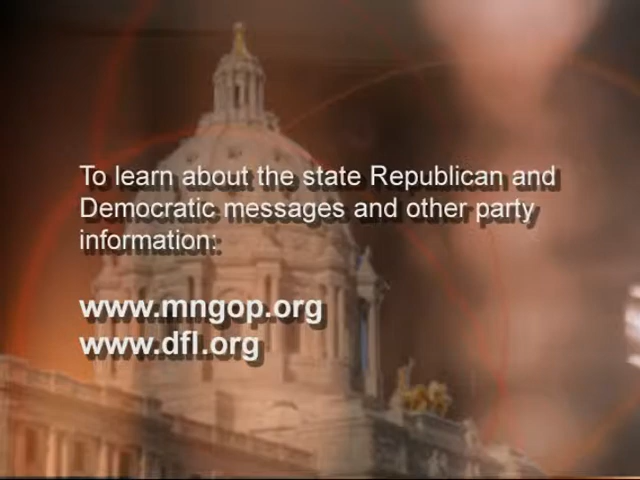 To learn about the state Republican and
Democratic messages and other party
information:
www.mngop.org
www.dfl.org